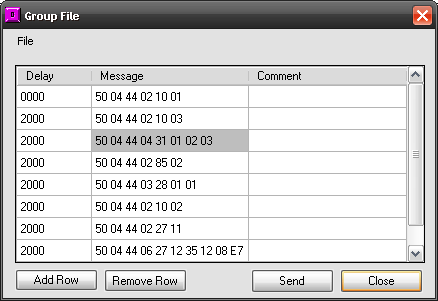 Group File
File
Delay Message Comment
0000 50 04 44 02 10 01
2000 50 04 44 02 10 03
2000 50 04 44 04 31 01 02 03
2000 50 04 44 02 85 02
2000 50 04 44 03 28 01 01
2000 50 04 44 02 10 02
2000 50 04 44 02 27 11
2000 50 04 44 06 27 12 35 12 08 E7
Add Row Remove Row Send Close